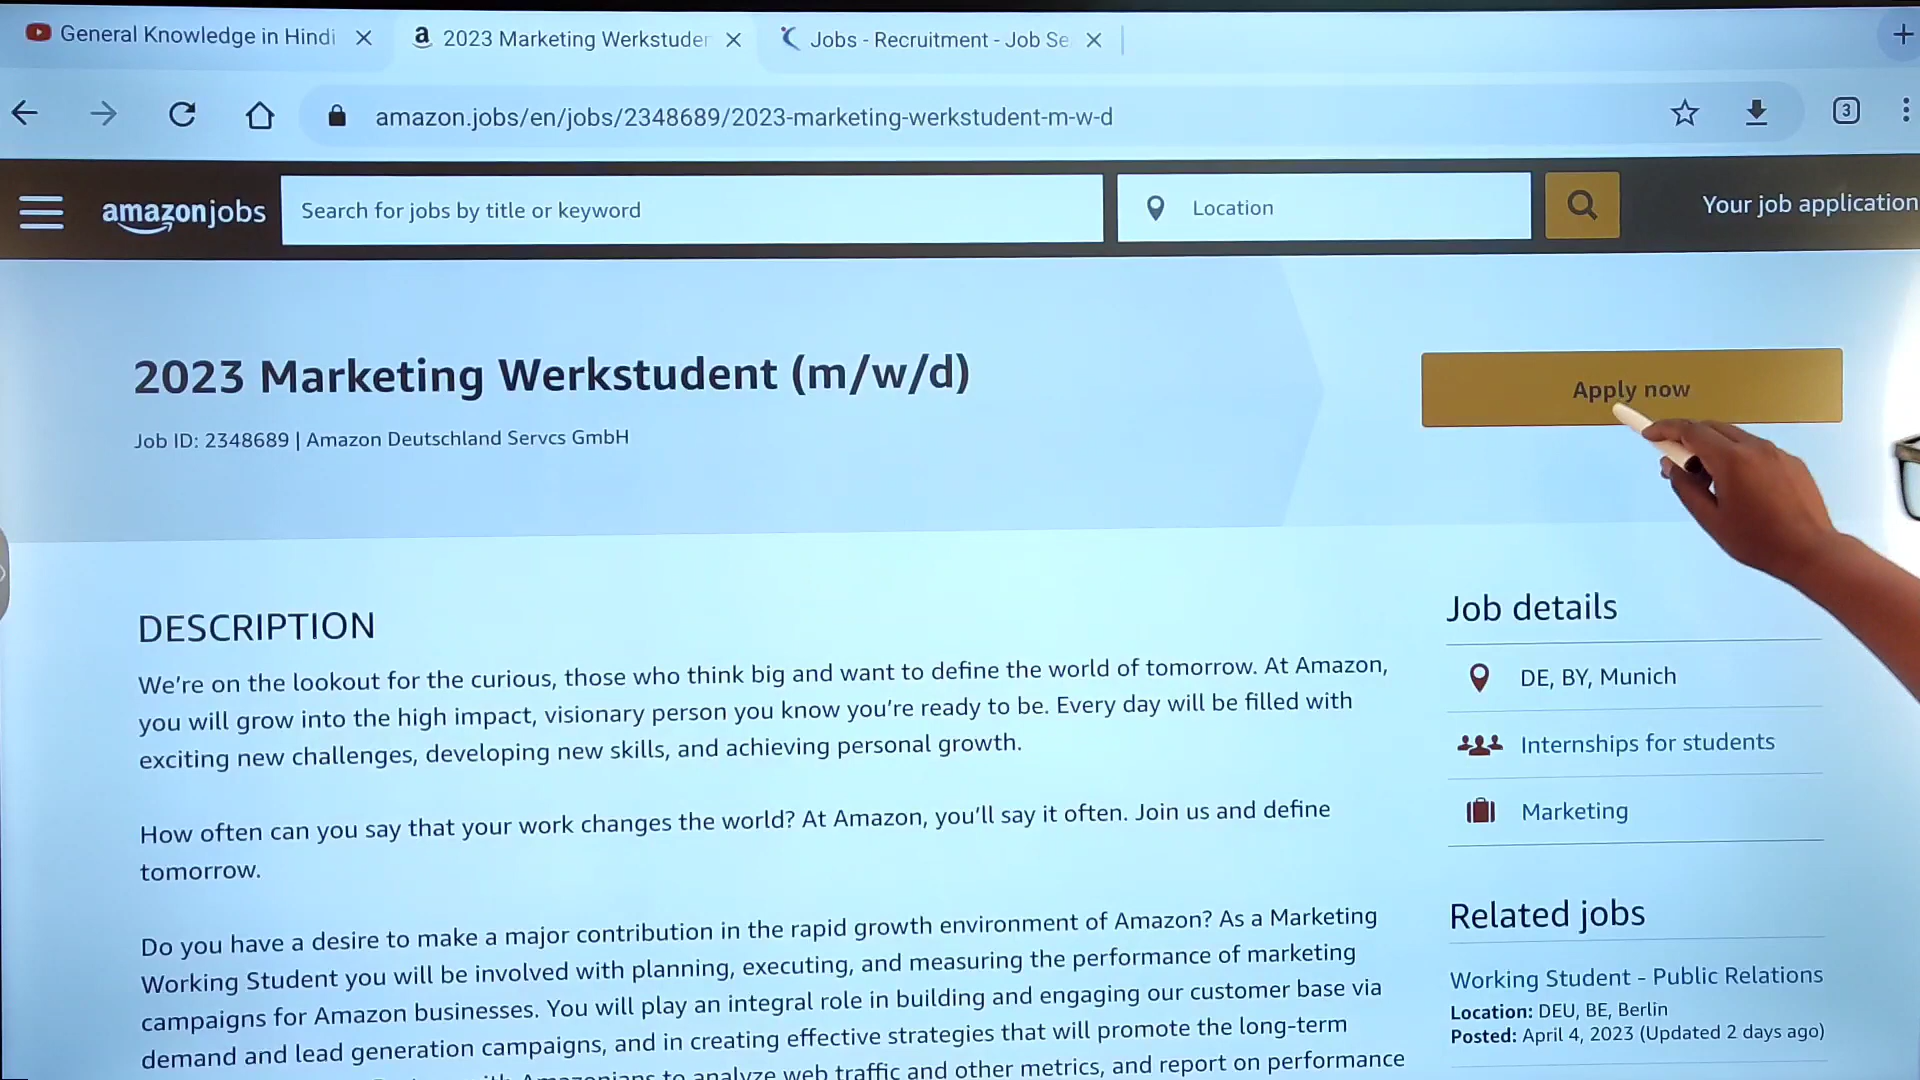 General Knowledge in Hindi
2023 Marketing Werkstuden
Jobs - Recruitment - Job Se
amazon.jobs/en/jobs/2348689/2023-marketing-werkstudent-m-w-d
3
amazonjobs
Search for jobs by title or keyword
Location
Your job application
2023 Marketing Werkstudent (m/w/d)
Job ID: 2348689 | Amazon Deutschland Servcs GmbH
Apply now
DESCRIPTION
We’re on the lookout for the curious, those who think big and want to define the world of tomorrow. At Amazon,
you will grow into the high impact, visionary person you know you’re ready to be. Every day will be filled with
exciting new challenges, developing new skills, and achieving personal growth.
How often can you say that your work changes the world? At Amazon, you’ll say it often. Join us and define
tomorrow.
Do you have a desire to make a major contribution in the rapid growth environment of Amazon? As a Marketing
Working Student you will be involved with planning, executing, and measuring the performance of marketing
campaigns for Amazon businesses. You will play an integral role in building and engaging our customer base via
demand and lead generation campaigns, and in creating effective strategies that will promote the long-term
Amazonians to analyze web traffic and other metrics, and report on performance
Job details
DE, BY, Munich
Internships for students
Marketing
Related jobs
Working Student - Public Relations
Location: DEU, BE, Berlin
Posted: April 4, 2023 (Updated 2 days ago)